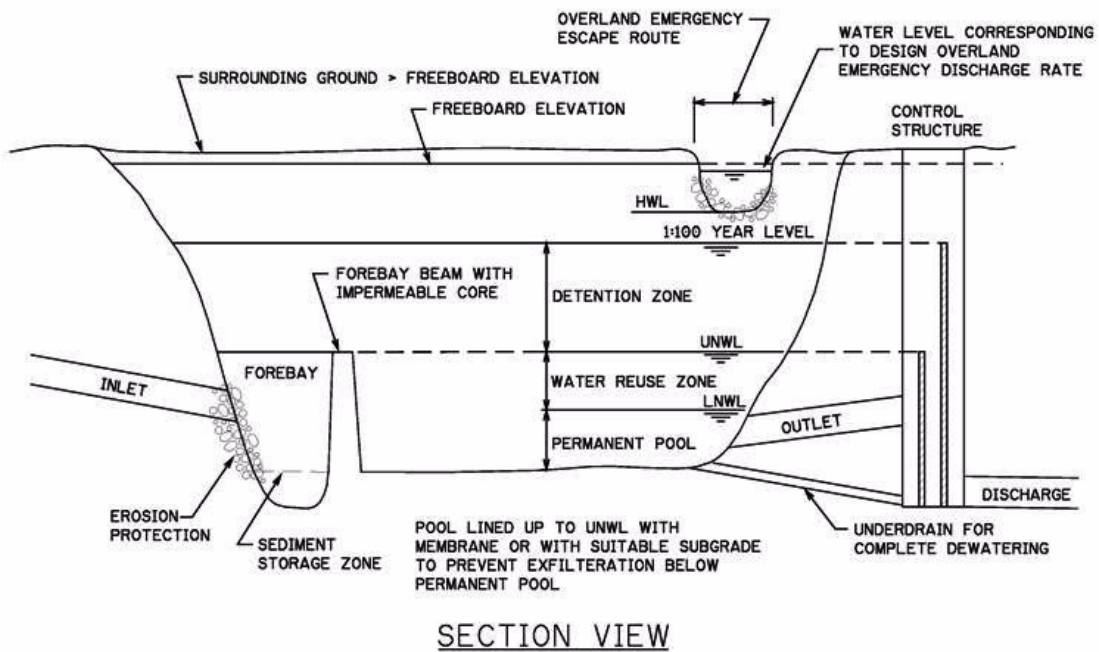 OVERLAND EMERGENCY
ESCAPE ROUTE
WATER LEVEL CORRESPONDING
TO DESIGN OVERLAND
EMERGENCY DISCHARGE RATE
SURROUNDING GROUND > FREEBOARD ELEVATION
FREEBOARD ELEVATION
CONTROL
STRUCTURE
HWL
1:100 YEAR LEVEL
FOREBAY BEAM WITH
IMPERMEABLE CORE
DETENTION ZONE
UNWL
FOREBAY
INLET
WATER REUSE ZONE
LNWL
OUTLET
PERMANENT POOL
DISCHARGE
EROSION
PROTECTION
SEDIMENT
STORAGE ZONE
POOL LINED UP TO UNWL WITH
MEMBRANE OR WITH SUITABLE SUBGRADE
TO PREVENT EXFILTERATION BELOW
PERMANENT POOL
UNDERDRAIN FOR
COMPLETE DEWATERING
SECTION VIEW